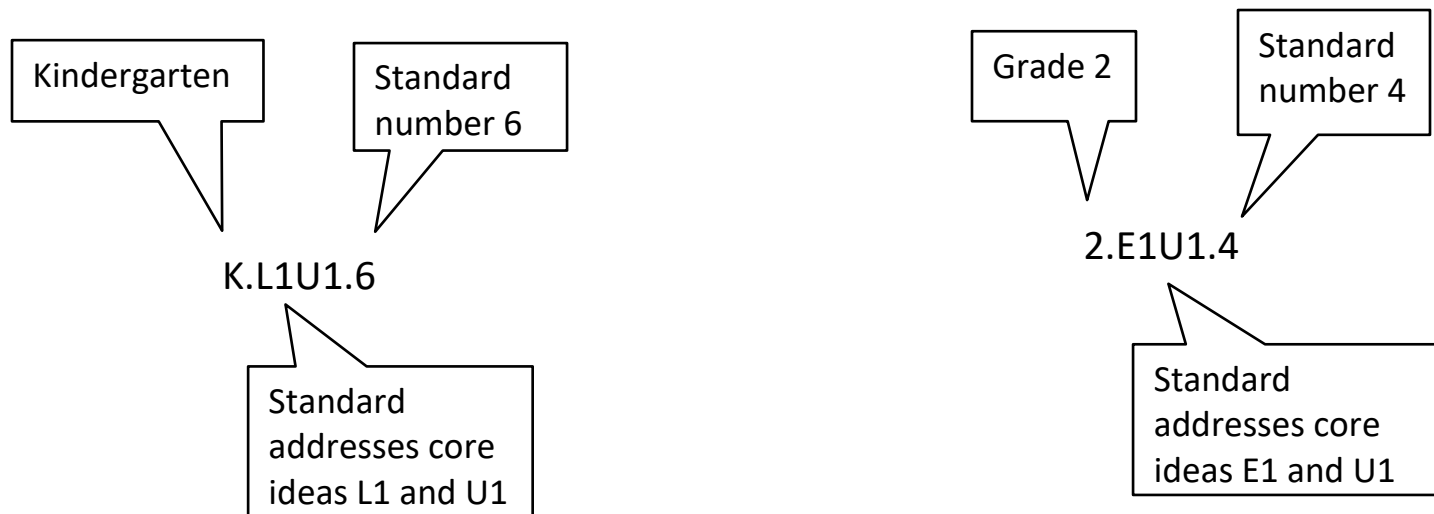 Kindergarten
Standard
number 6
K.L1U1.6
Standard
addresses core
ideas L1 and U1
Grade 2
Standard
number 4
2.E1U1.4
Standard
addresses core
ideas E1 and U1